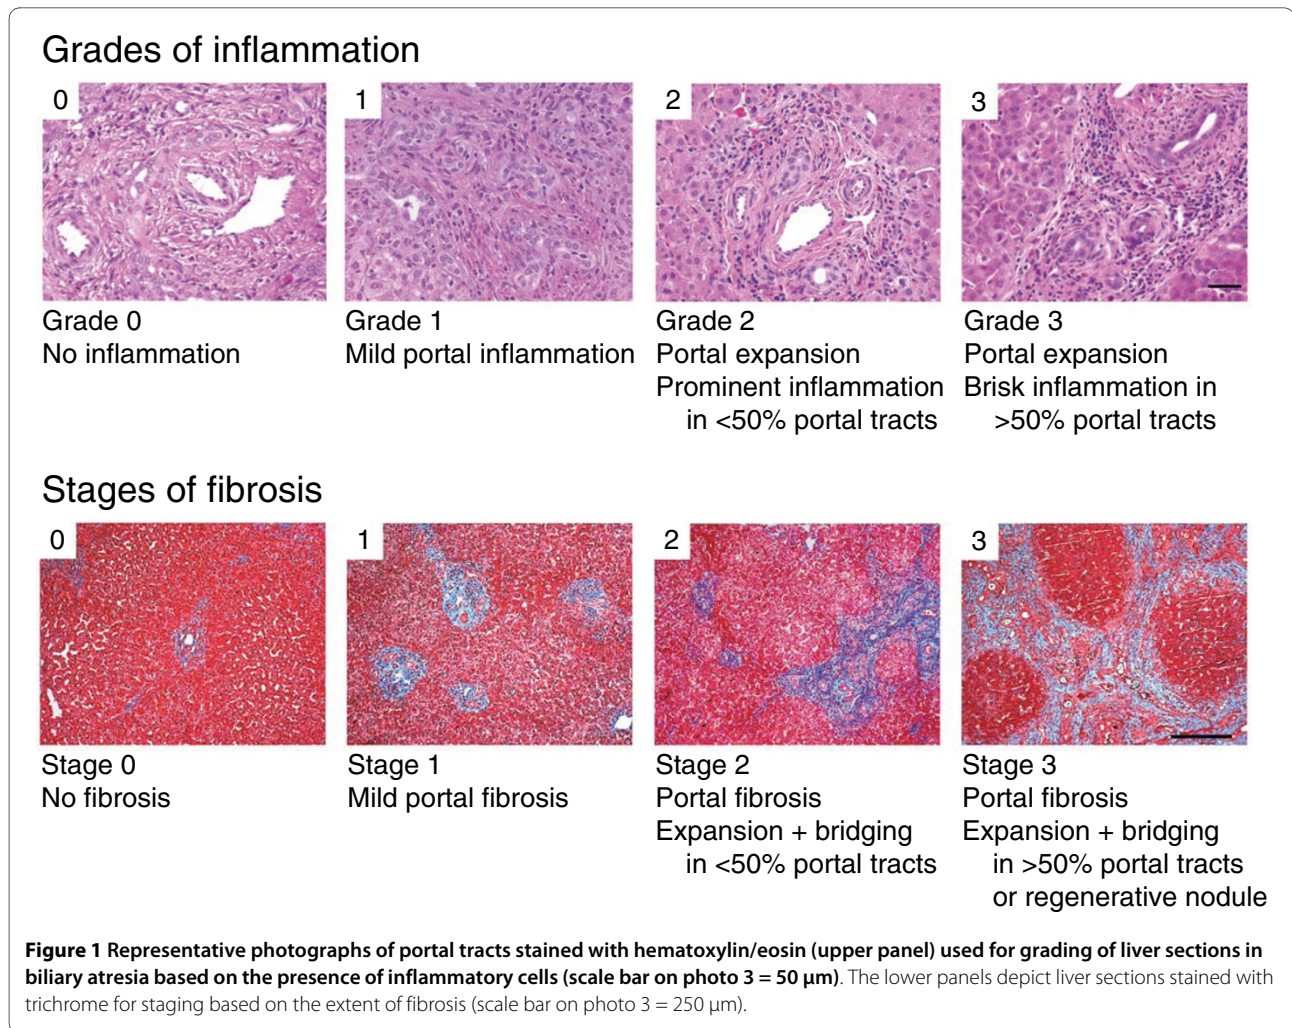 Grades of inflammation
0
1
2
3
Grade 0
No inflammation
Grade 1
Mild portal inflammation
Grade 2
Portal expansion
Prominent inflammation
in <50% portal tracts
Grade 3
Portal expansion
Brisk inflammation in
>50% portal tracts
Stages of fibrosis
0
1
2
3
Stage 0
No fibrosis
Stage 1
Mild portal fibrosis
Stage 2
Portal fibrosis
Expansion + bridging
in <50% portal tracts
Stage 3
Portal fibrosis
Expansion + bridging
in >50% portal tracts
or regenerative nodule
Figure 1 Representative photographs of portal tracts stained with hematoxylin/eosin (upper panel) used for grading of liver sections in
biliary atresia based on the presence of inflammatory cells (scale bar on photo 3 = 50 μm). The lower panels depict liver sections stained with
trichrome for staging based on the extent of fibrosis (scale bar on photo 3 = 250 μm).